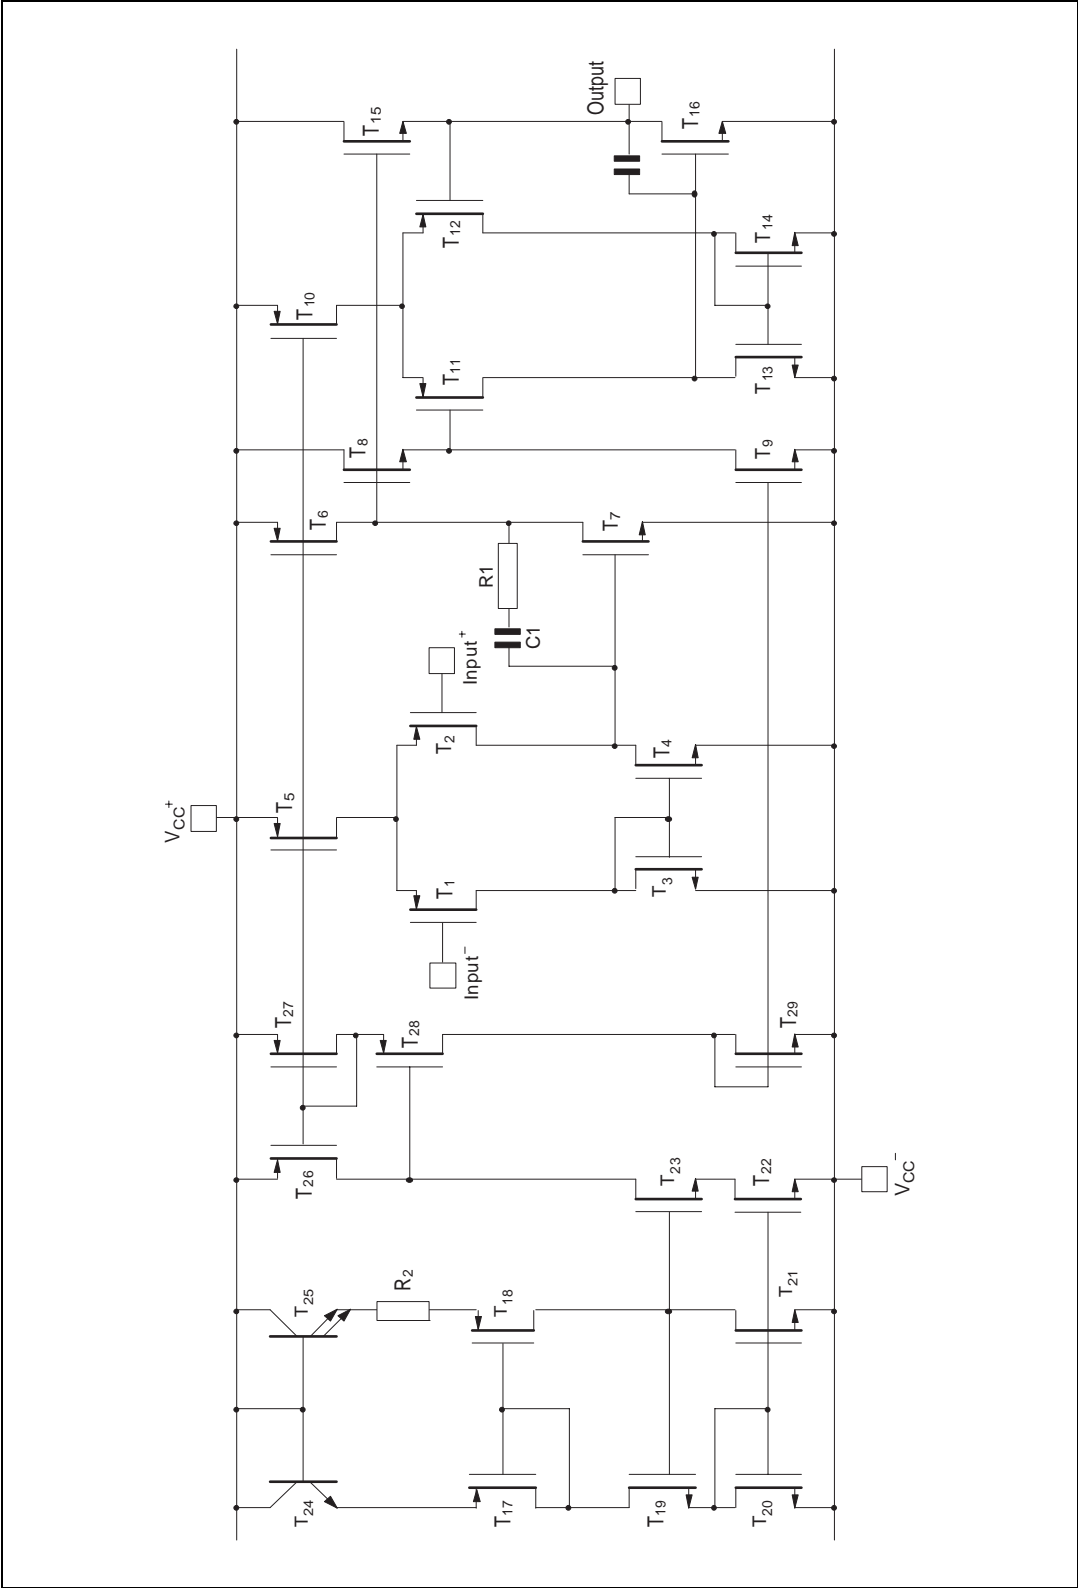 VCC+
Output
T15
T16
T12
T14
T10
T11
T13
T8
T9
T6
T7
R1
C1
Input+
T2
T4
T5
T1
T3
Input−
T27
T28
T29
T26
T23
T22
VCC−
T25
R2
T18
T21
T24
T17
T19
T20